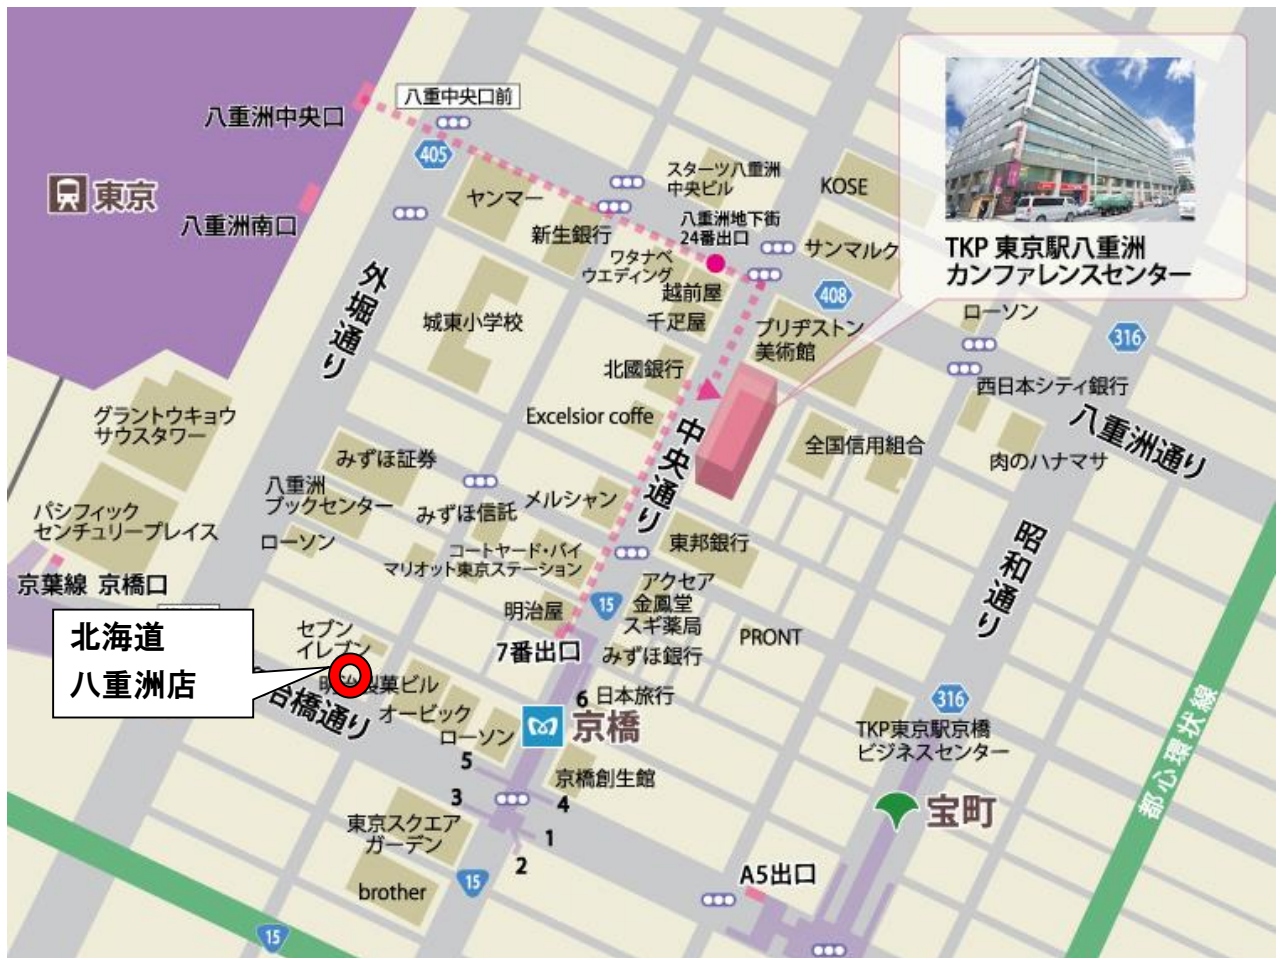 八重洲中央口
八重中央口前
405
東京
八重洲南口
ヤンマー
新生銀行
スターツ八重洲
中央ビル
KOSE
八重洲地下街
24番出口
サンマルク
ワタナベ
ウエディング
越前屋
千疋屋
408
TKP 東京駅八重洲
カンファレンスセンター
ローソン
316
外堀通り
城東小学校
ブリヂストン
美術館
北國銀行
西日本シティ銀行
八重洲通り
Excelsior coffe
中央通り
全国信用組合
肉のハナマサ
グラントウキョウ
サウスタワー
みずほ証券
八重洲
ブックセンター
メルシャン
みずほ信託
パシフィック
センチュリープレイス
ローソン
コートヤード・バイ
マリオット東京ステーション
東邦銀行
昭和通り
京葉線 京橋口
明治屋
15
アクセア
金鳳堂
スギ薬局
PRONT
みずほ銀行
7番出口
北海道
八重洲店
セブン
イレブン
明治製菓ビル
台橋通り
オービック
ローソン
6
日本旅行
京橋
316
TKP東京駅京橋
ビジネスセンター
都心環状線
5
京橋創生館
3
4
宝町
東京スクエア
ガーデン
1
2
brother
15
A5出口
15